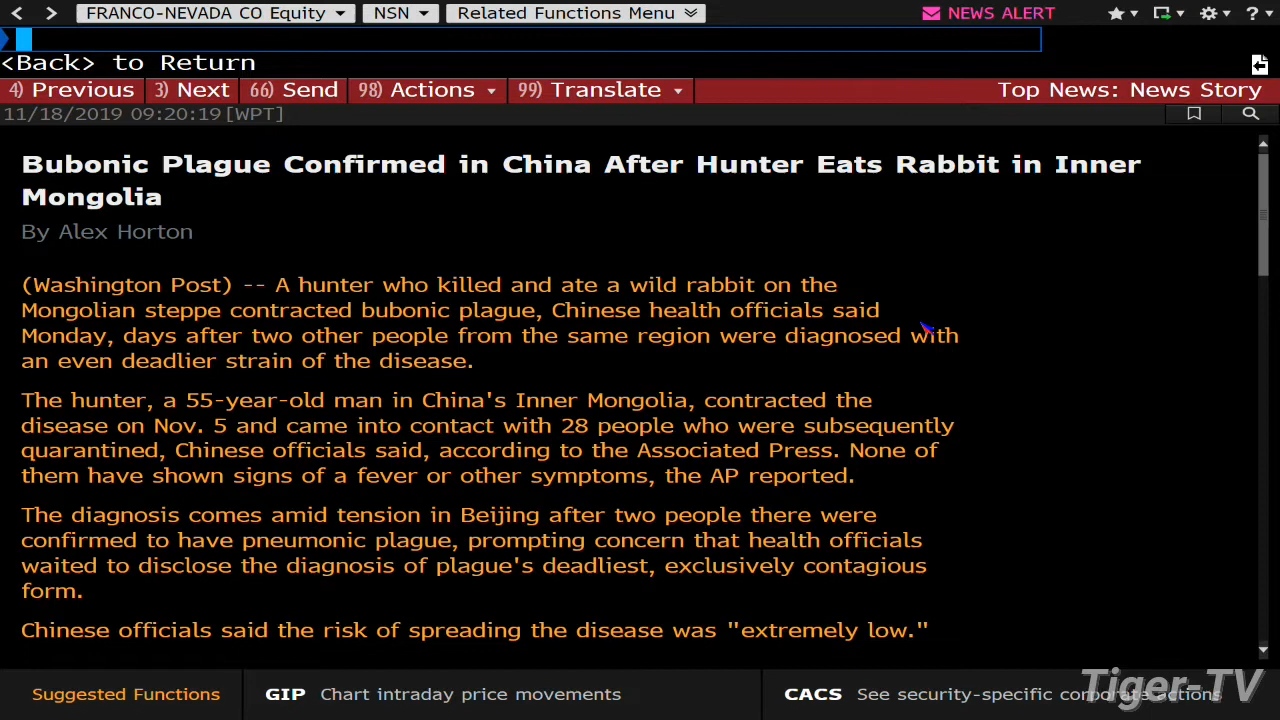 FRANCO-NEVADA CO Equity NSN Related Functions Menu NEWS ALERT ?
<Back> to Return
4) Previous 3) Next 66) Send 98) Actions 99) Translate Top News: News Story
11/18/2019 09:20:19[WPT]
Bubonic Plague Confirmed in China After Hunter Eats Rabbit in Inner
Mongolia
By Alex Horton
(Washington Post) -- A hunter who killed and ate a wild rabbit on the
Mongolian steppe contracted bubonic plague, Chinese health officials said
Monday, days after two other people from the same region were diagnosed with
an even deadlier strain of the disease.
The hunter, a 55-year-old man in China's Inner Mongolia, contracted the
disease on Nov. 5 and came into contact with 28 people who were subsequently
quarantined, Chinese officials said, according to the Associated Press. None of
them have shown signs of a fever or other symptoms, the AP reported.
The diagnosis comes amid tension in Beijing after two people there were
confirmed to have pneumonic plague, prompting concern that health officials
waited to disclose the diagnosis of plague's deadliest, exclusively contagious
form.
Chinese officials said the risk of spreading the disease was "extremely low."
Suggested Functions GIP Chart intraday price movements CACS See security-specific corporate actions
Tiger-TV